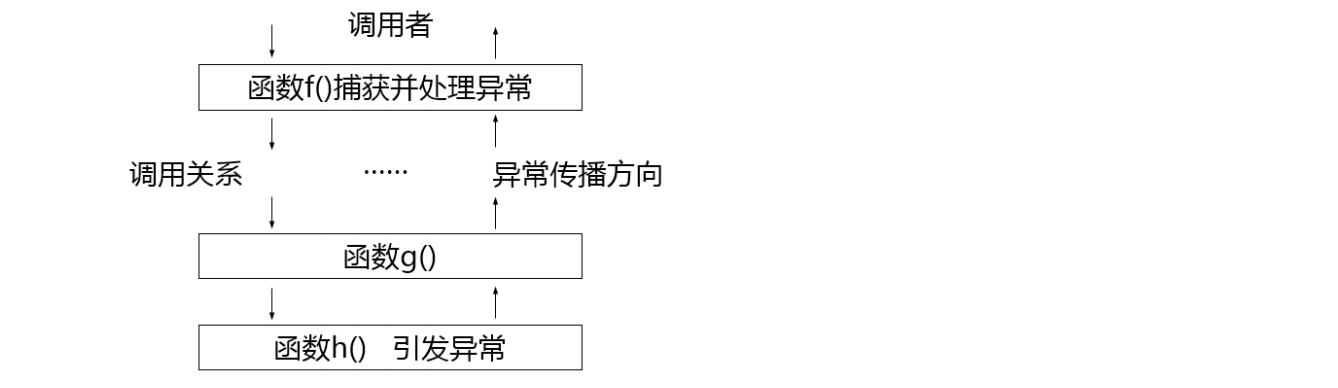 调用者
函数f()捕获并处理异常
调用关系 ······ 异常传播方向
函数g()
函数h() 引发异常